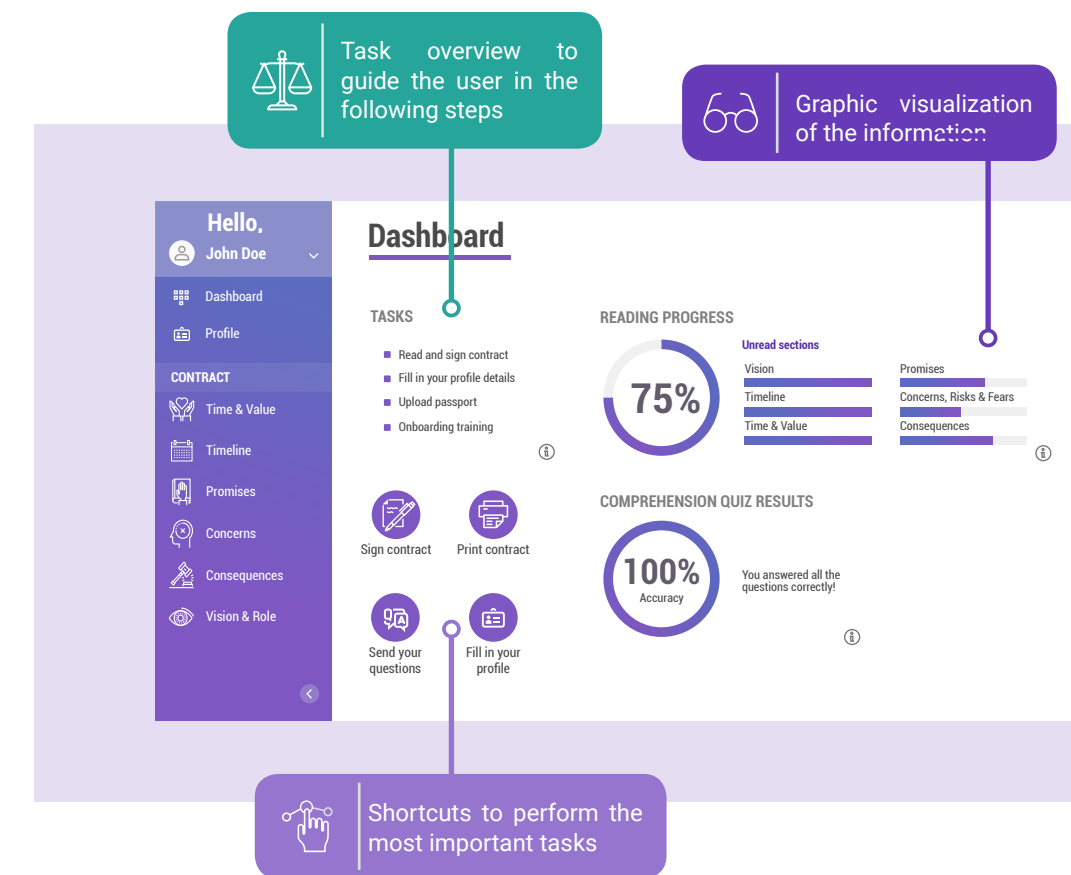 Task overview to
guide the user in the
following steps
Graphic visualization
of the information
Hello,
John Doe
Dashboard
Profile
CONTRACT
Time & Value
Timeline
Promises
Concerns
Consequences
Vision & Role
Dashboard
TASKS
Read and sign contract
Fill in your profile details
Upload passport
Onboarding training
Sign contract
Print contract
Send your
questions
Fill in your
profile
READING PROGRESS
75%
Unread sections
Vision
Timeline
Time & Value
Promises
Concerns, Risks & Fears
Consequences
COMPREHENSION QUIZ RESULTS
100%
Accuracy
You answered all the
questions correctly!
Shortcuts to perform the
most important tasks